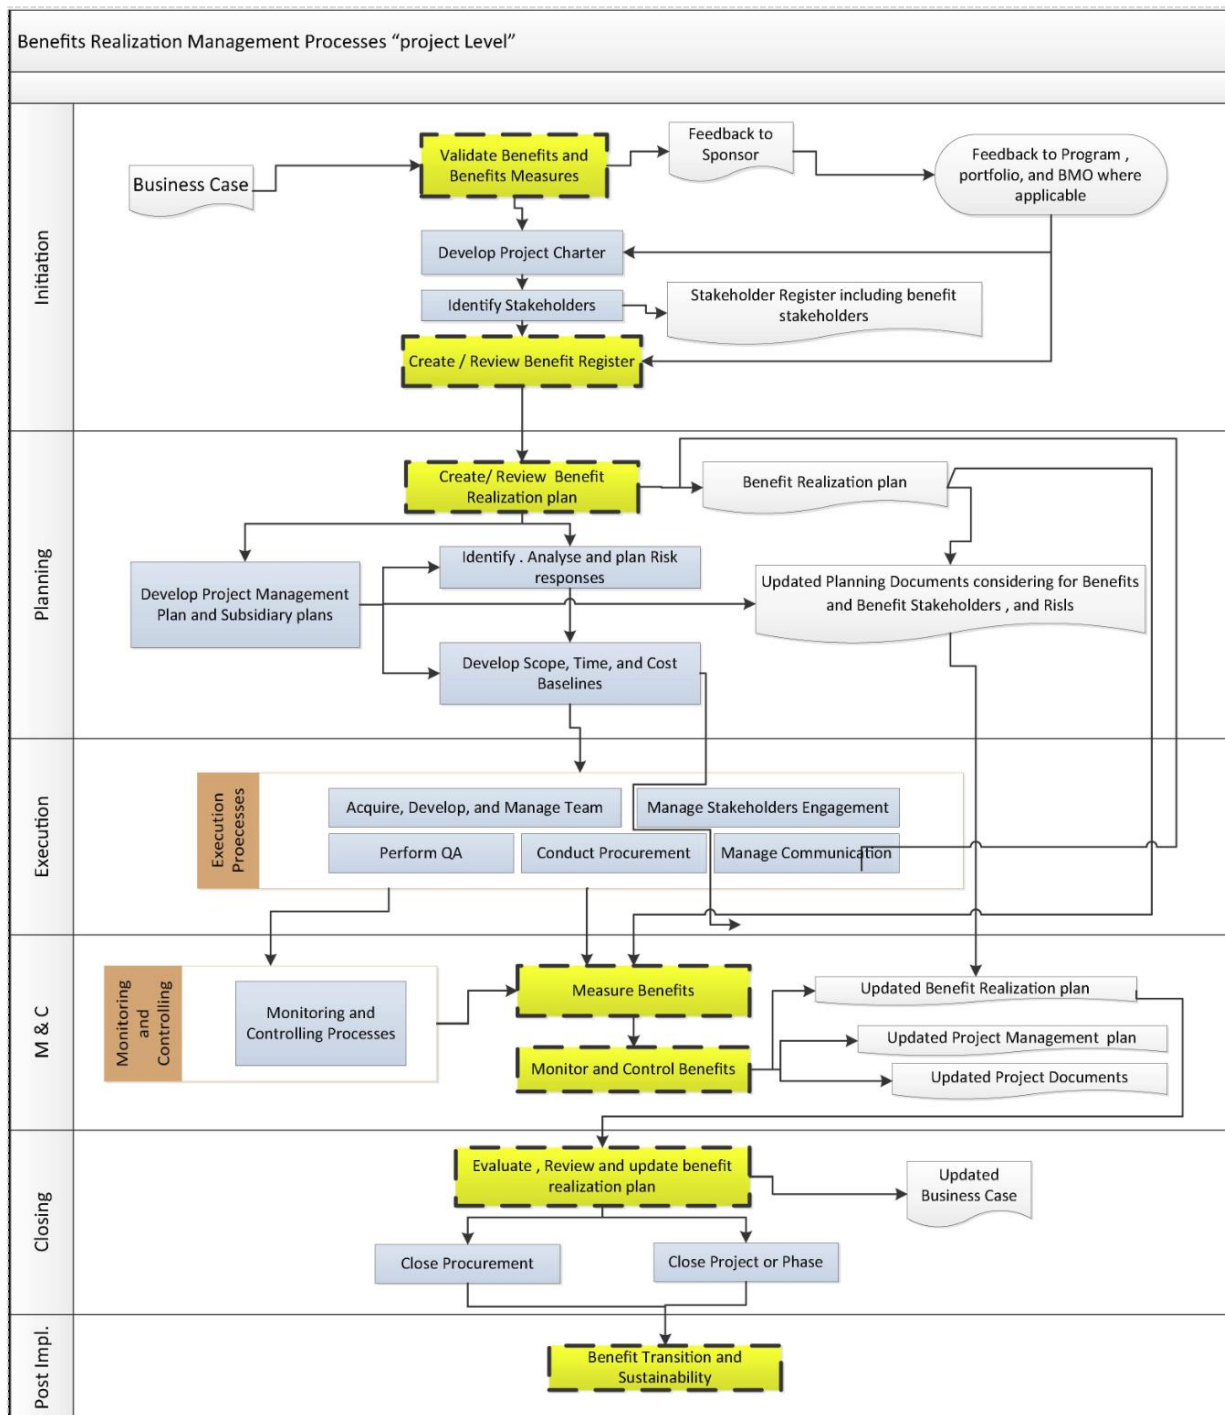 Benefits Realization Management Processes “project Level”
Initiation
Business Case
Validate Benefits and
Benefits Measures
Feedback to
Sponsor
Feedback to Program ,
portfolio, and BMO where
applicable
Develop Project Charter
Identify Stakeholders
Stakeholder Register including benefit
stakeholders
Create / Review Benefit Register
Planning
Create/ Review Benefit
Realization plan
Benefit Realization plan
Develop Project Management
Plan and Subsidiary plans
Identify . Analyse and plan Risk
responses
Updated Planning Documents considering for Benefits
and Benefit Stakeholders , and Risls
Develop Scope, Time, and Cost
Baselines
Execution
Execution
Proecesses
Acquire, Develop, and Manage Team
Manage Stakeholders Engagement
Perform QA
Conduct Procurement
Manage Communication
M & C
Monitoring
and
Controlling
Monitoring and
Controlling Processes
Measure Benefits
Monitor and Control Benefits
Updated Benefit Realization plan
Updated Project Management plan
Updated Project Documents
Closing
Evaluate , Review and update benefit
realization plan
Updated
Business Case
Close Procurement
Close Project or Phase
Post Impl.
Benefit Transition and
Sustainability